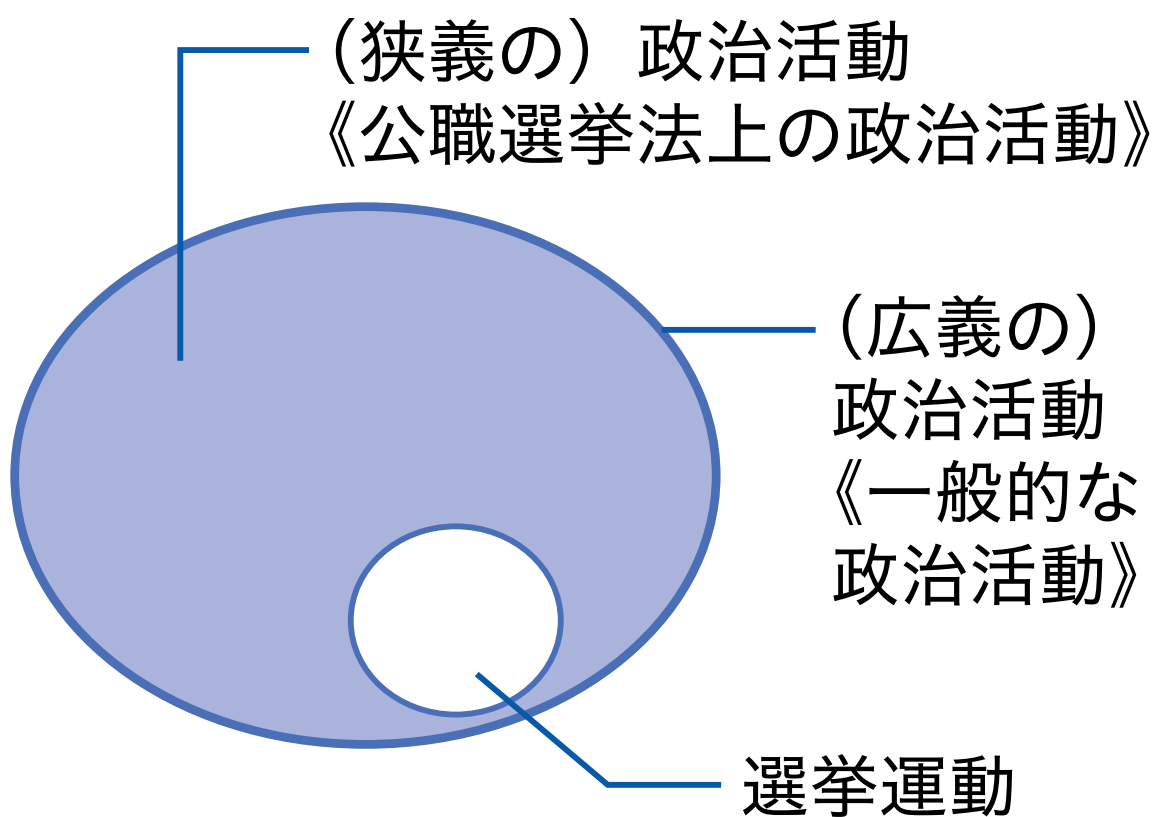 （狭義の）政治活動
《公職選挙法上の政治活動》
（広義の）
政治活動
《一般的な
政治活動》
選挙運動